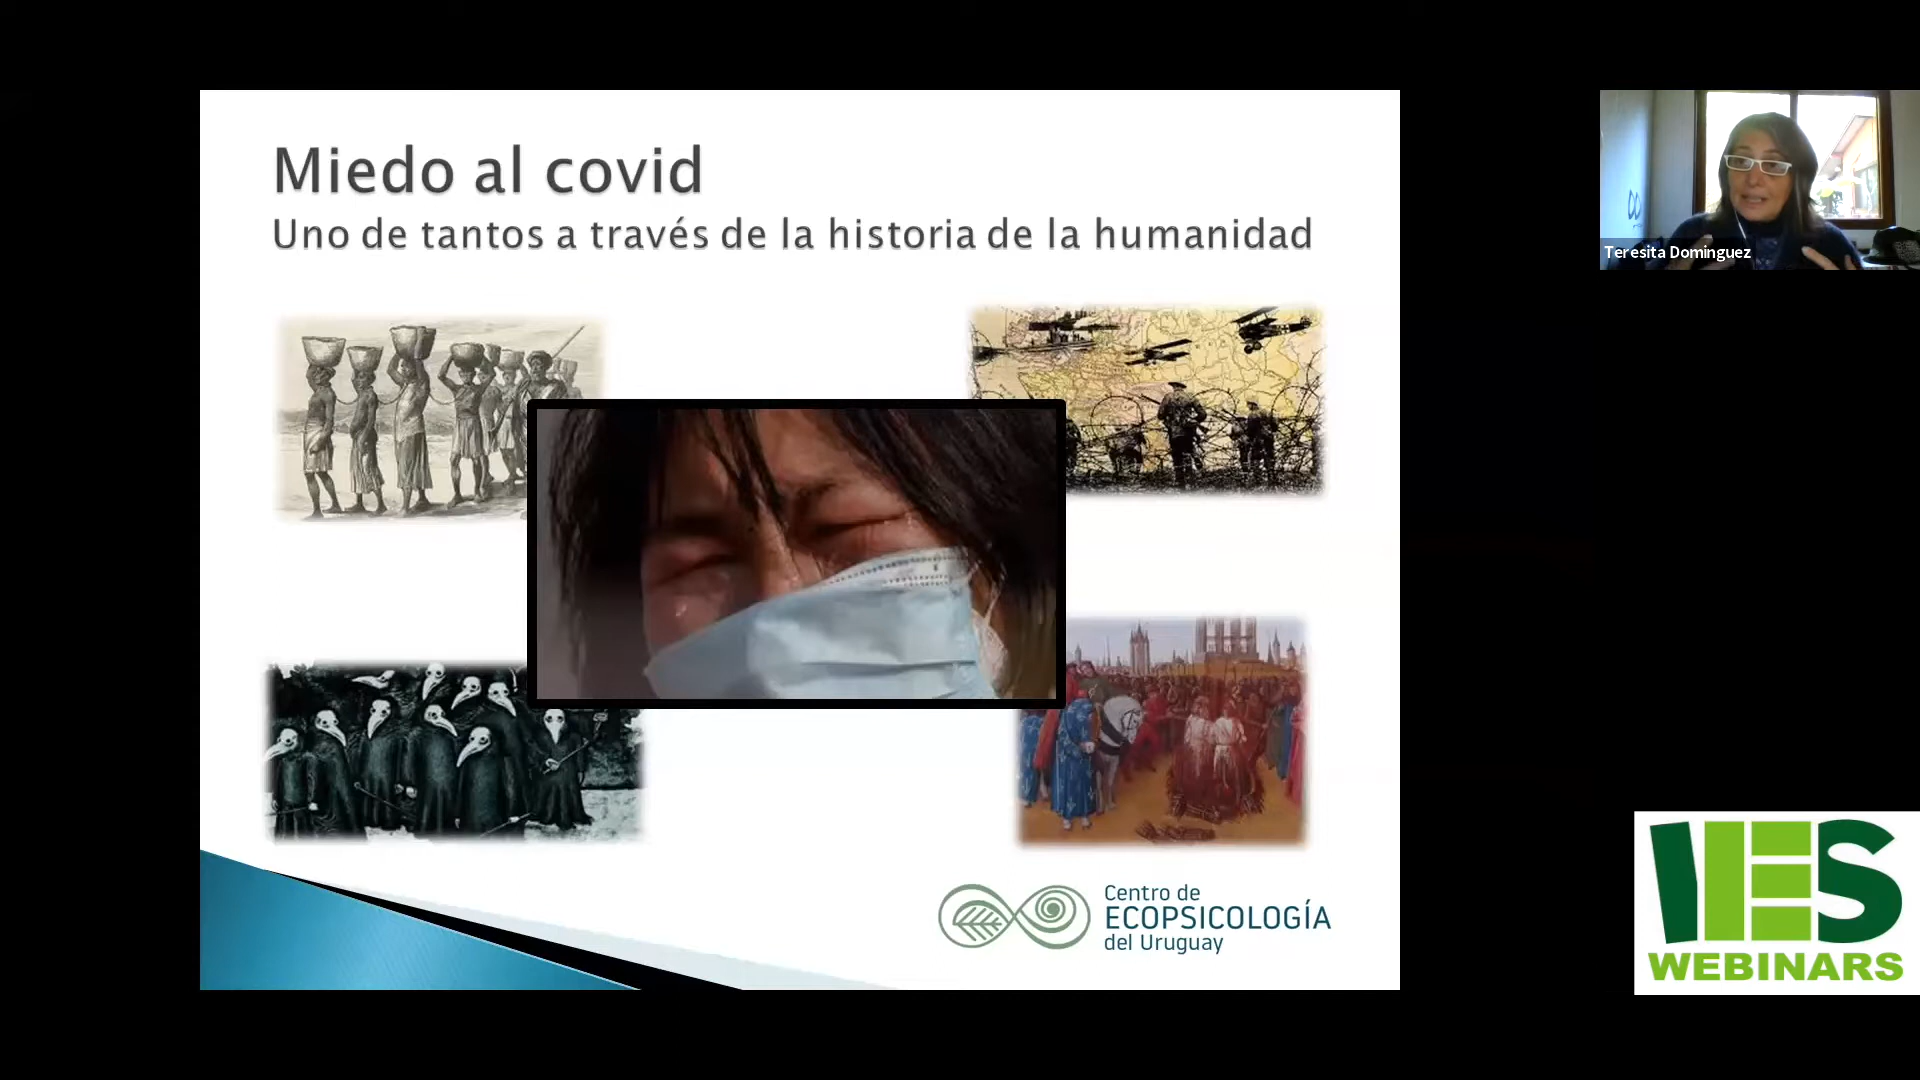 Miedo al covid
Uno de tantos a través de la historia de la humanidad
Teresita Dominguez
Centro de
ECOPSICOLOGÍA
del Uruguay
IES
WEBINARS